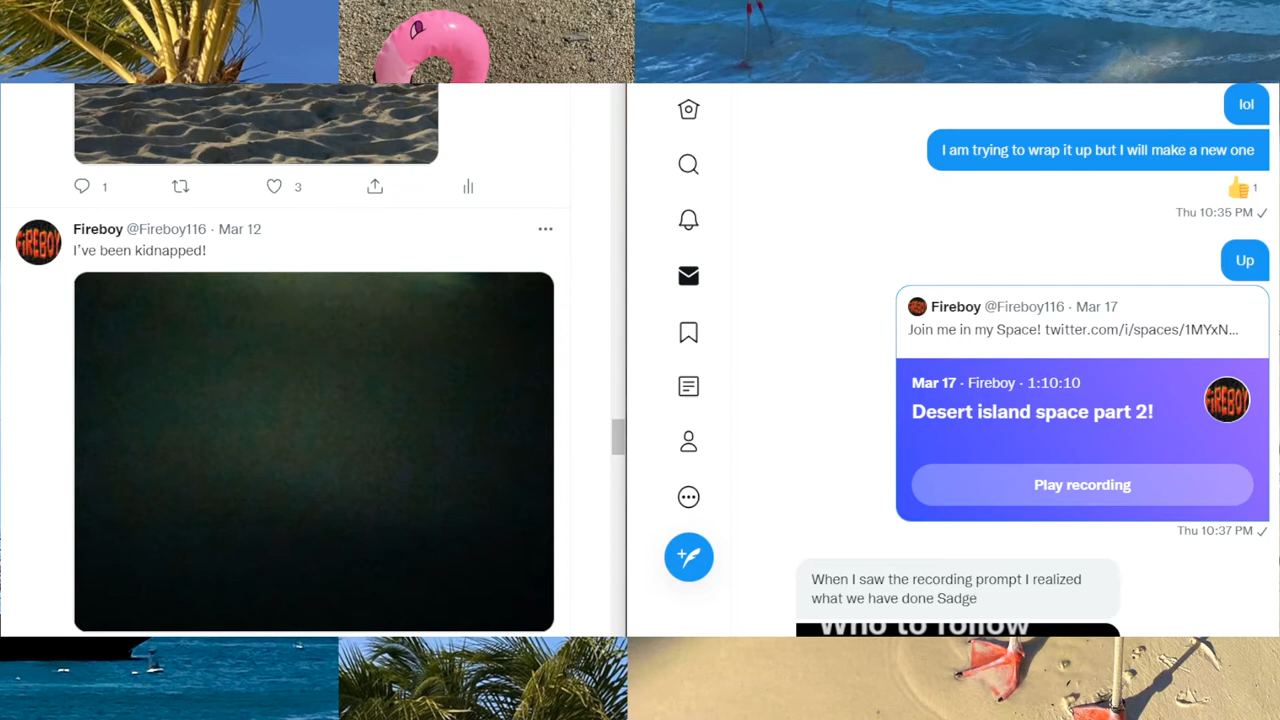 1
3
Fireboy @Fireboy116 · Mar 12
I've been kidnapped!
FIREBOY
lol
I am trying to wrap it up but I will make a new one
1
Thu 10:35 PM
Up
Fireboy @Fireboy116 · Mar 17
Join me in my Space! twitter.com/i/spaces/1MYxN...
Mar 17 · Fireboy · 1:10:10
FIREBOY
Desert island space part 2!
Play recording
Thu 10:37 PM
When I saw the recording prompt I realized
what we have done Sadge
Who to follow